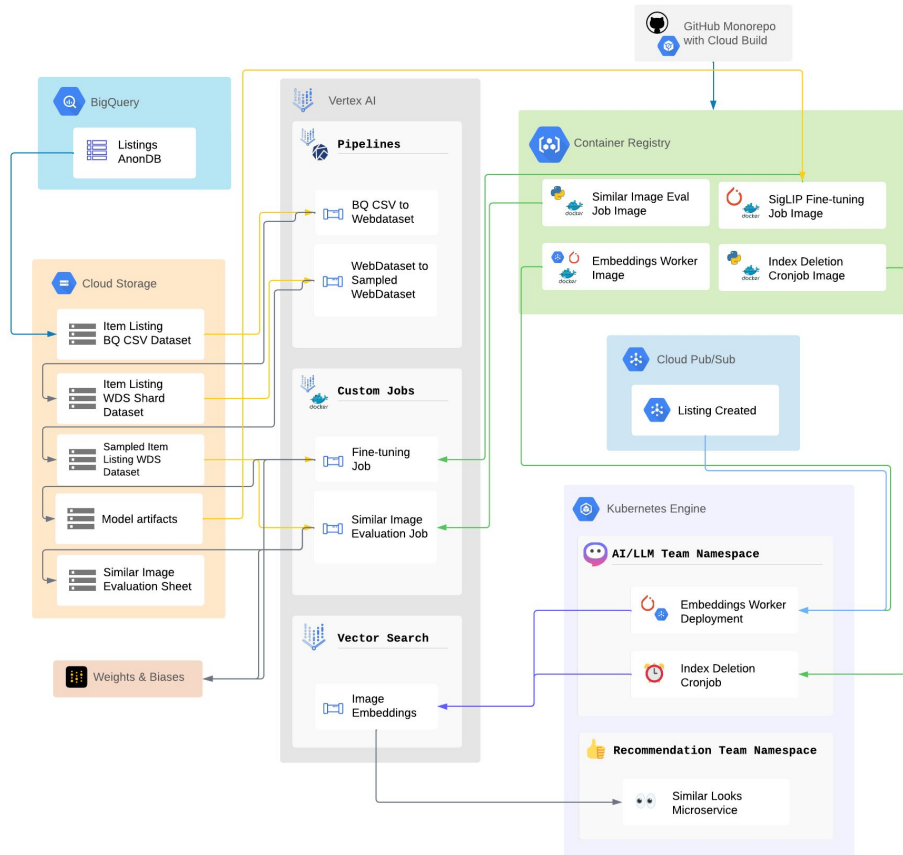 GitHub Monorepo
with Cloud Build
BigQuery
Listings
AnonDB
Vertex AI
Pipelines
BQ CSV to
Webdataset
WebDataset to
Sampled
WebDataset
Container Registry
Similar Image Eval
Job Image
docker
SigLIP Fine-tuning
Job Image
docker
Embeddings Worker
Image
docker
Index Deletion
Cronjob Image
docker
Cloud Storage
Item Listing
BQ CSV Dataset
Item Listing
WDS Shard
Dataset
Sampled Item
Listing WDS
Dataset
Model artifacts
Similar Image
Evaluation Sheet
Custom Jobs
docker
Fine-tuning
Job
Similar Image
Evaluation Job
Cloud Pub/Sub
Listing Created
Kubernetes Engine
AI/LLM Team Namespace
Embeddings Worker
Deployment
Index Deletion
Cronjob
Weights & Biases
Vector Search
Image
Embeddings
Recommendation Team Namespace
Similar Looks
Microservice